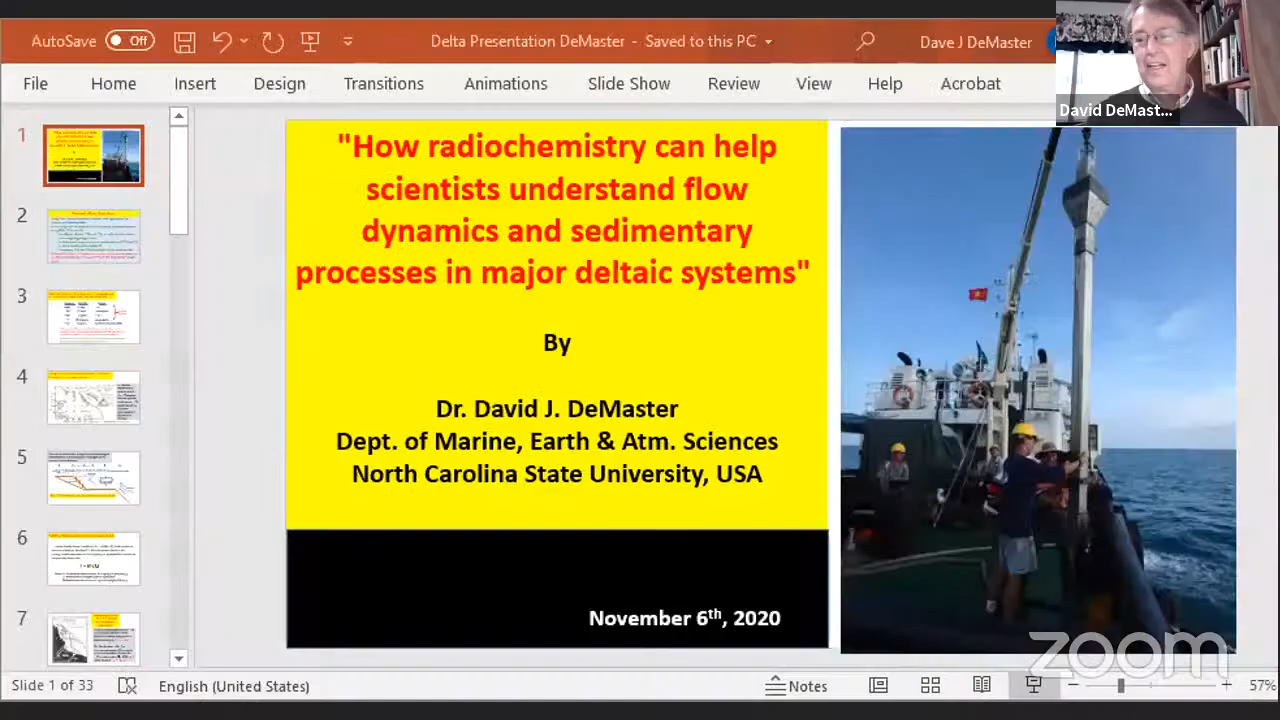 AutoSave Off
Delta Presentation DeMaster - Saved to this PC
Dave J DeMaster
File Home Insert Design Transitions Animations Slide Show Review View Help Acrobat
David DeMast...
1
2
3
4
5
6
7
"How radiochemistry can help
scientists understand flow
dynamics and sedimentary
processes in major deltaic systems"
By
Dr. David J. DeMaster
Dept. of Marine, Earth & Atm. Sciences
North Carolina State University, USA
November 6th, 2020
zoom
Slide 1 of 33 English (United States) Notes 57%